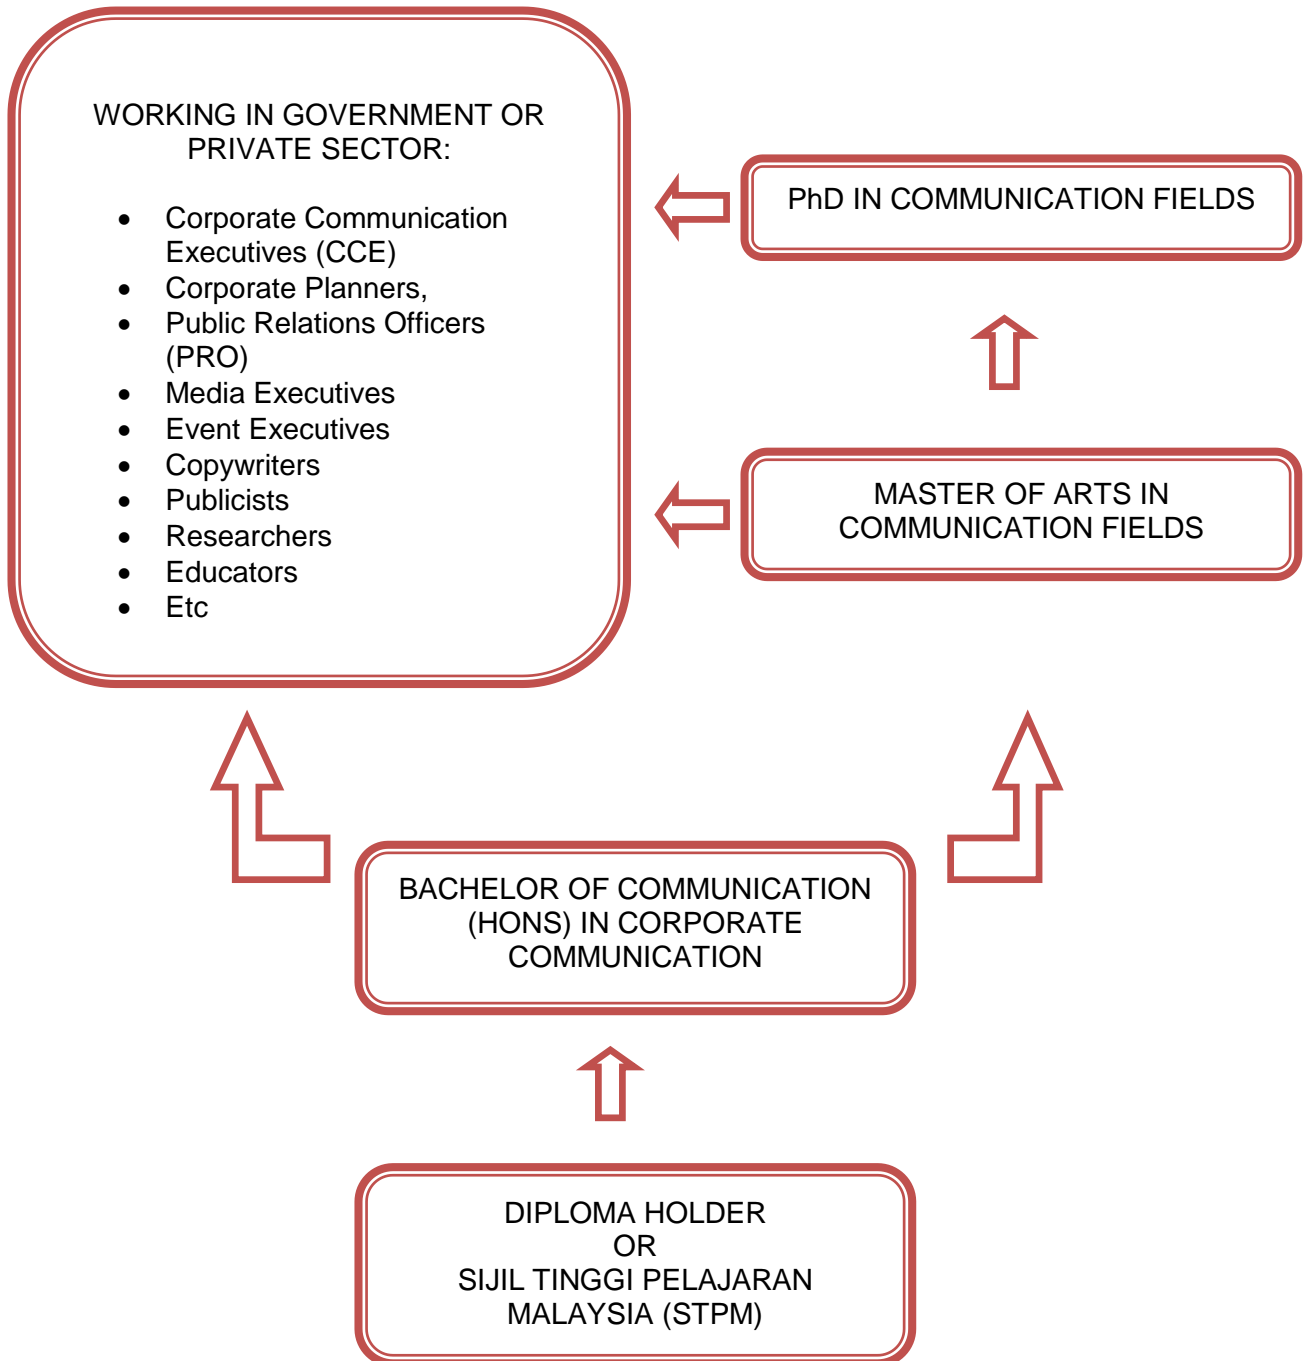 WORKING IN GOVERNMENT OR
PRIVATE SECTOR:
• Corporate Communication
Executives (CCE)
• Corporate Planners,
• Public Relations Officers
(PRO)
• Media Executives
• Event Executives
• Copywriters
• Publicists
• Researchers
• Educators
• Etc
PhD IN COMMUNICATION FIELDS
MASTER OF ARTS IN
COMMUNICATION FIELDS
BACHELOR OF COMMUNICATION
(HONS) IN CORPORATE
COMMUNICATION
DIPLOMA HOLDER
OR
SIJIL TINGGI PELAJARAN
MALAYSIA (STPM)